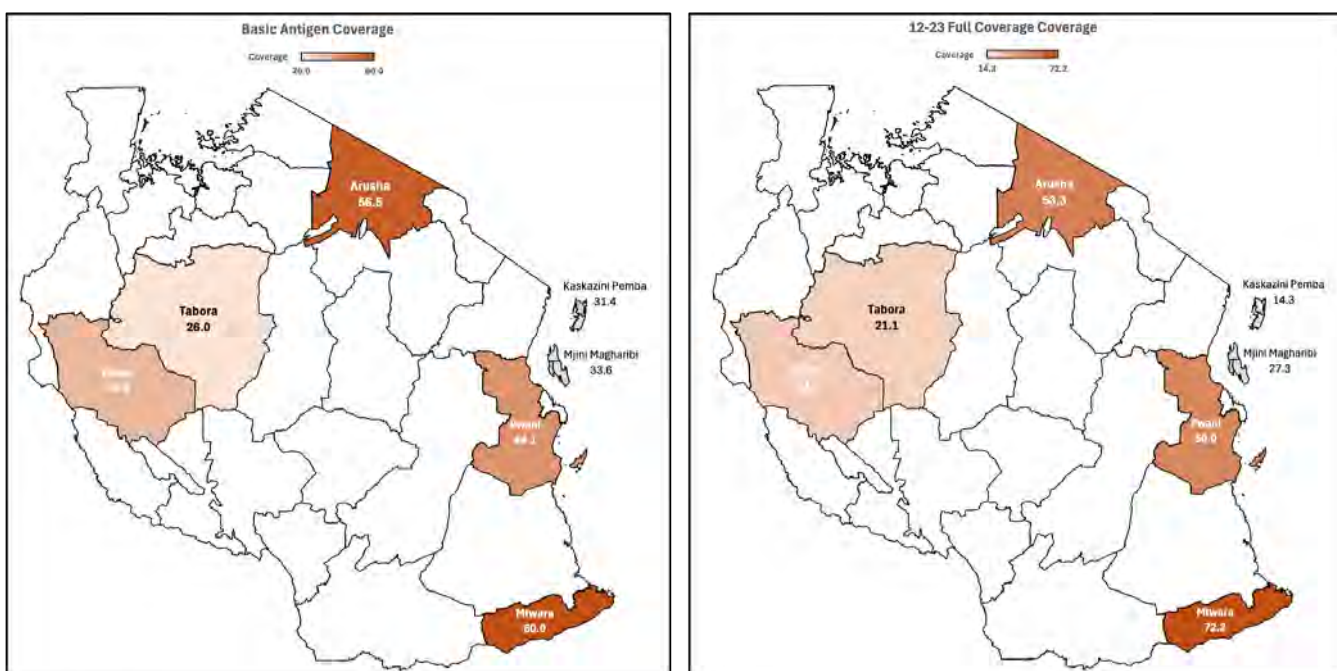 Basic Antigen Coverage
Coverage
26.0
60.0
Arusha
56.5
Tabora
26.0
Kaskazini Pemba
31.4
Mjini Magharibi
33.6
Pwani
Mtwara
60.0
12-23 Full Coverage Coverage
Coverage
14.3
72.2
Arusha
53.3
Tabora
21.1
Kaskazini Pemba
14.3
Mjini Magharibi
27.3
Pwani
50.0
Mtwara
72.2